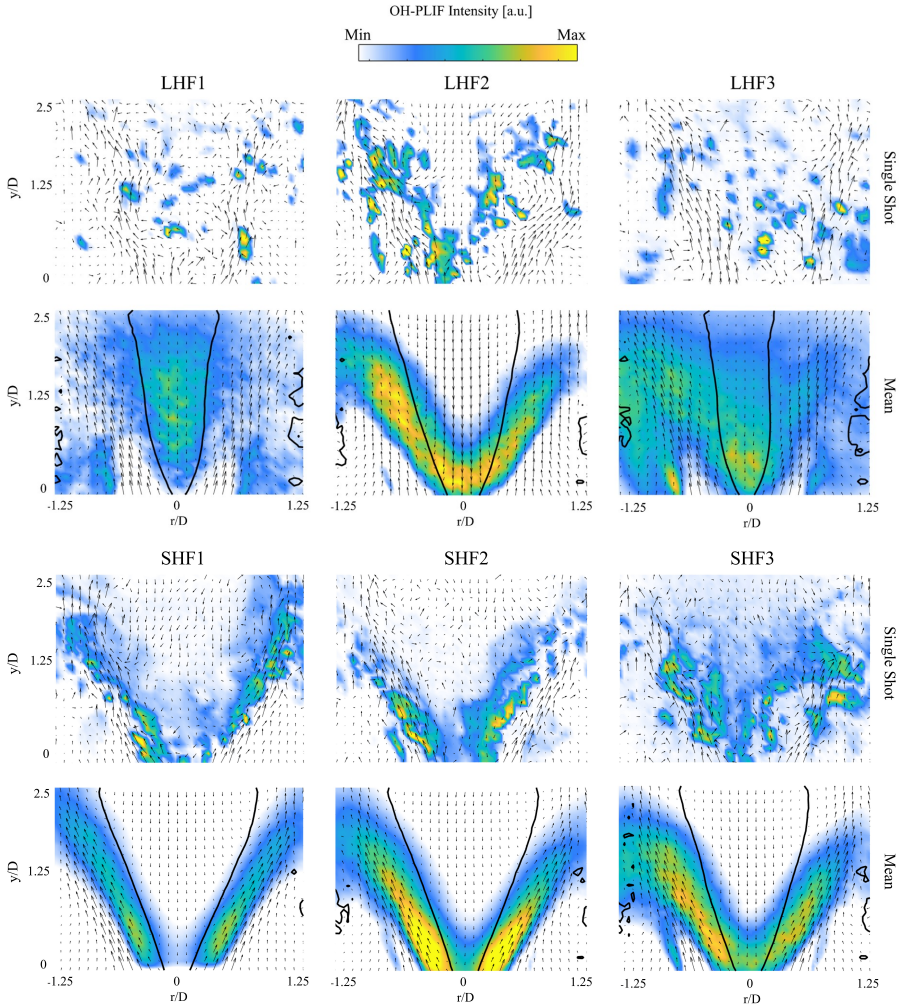 OH-PLIF Intensity [a.u.]
Min Max
LHF1 LHF2 LHF3
2.5
y/D 1.25
0
Single Shot
2.5
y/D 1.25
0
Mean
-1.25 0 1.25 -1.25 0 1.25 -1.25 0 1.25
r/D r/D r/D
SHF1 SHF2 SHF3
2.5
y/D 1.25
0
Single Shot
2.5
y/D 1.25
0
Mean
-1.25 0 1.25 -1.25 0 1.25 -1.25 0 1.25
r/D r/D r/D